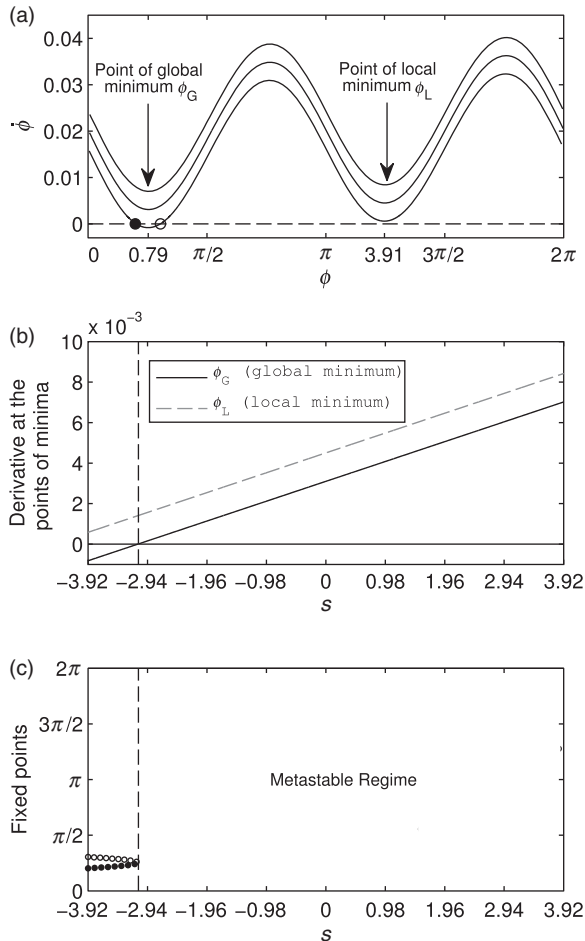 (a)
0.04
0.03
0.02
0.01
0
Point of global
minimum ϕG
Point of local
minimum ϕL
ϕ̇
0 0.79 π/2 π 3.91 3π/2 2π
ϕ
(b)
x 10−3
10
8
6
4
2
0
Derivative at the
points of minima
ϕG (global minimum)
ϕL (local minimum)
−3.92 −2.94 −1.96 −0.98 0 0.98 1.96 2.94 3.92
s
(c)
2π
3π/2
π
π/2
0
Fixed points
Metastable Regime
−3.92 −2.94 −1.96 −0.98 0 0.98 1.96 2.94 3.92
s